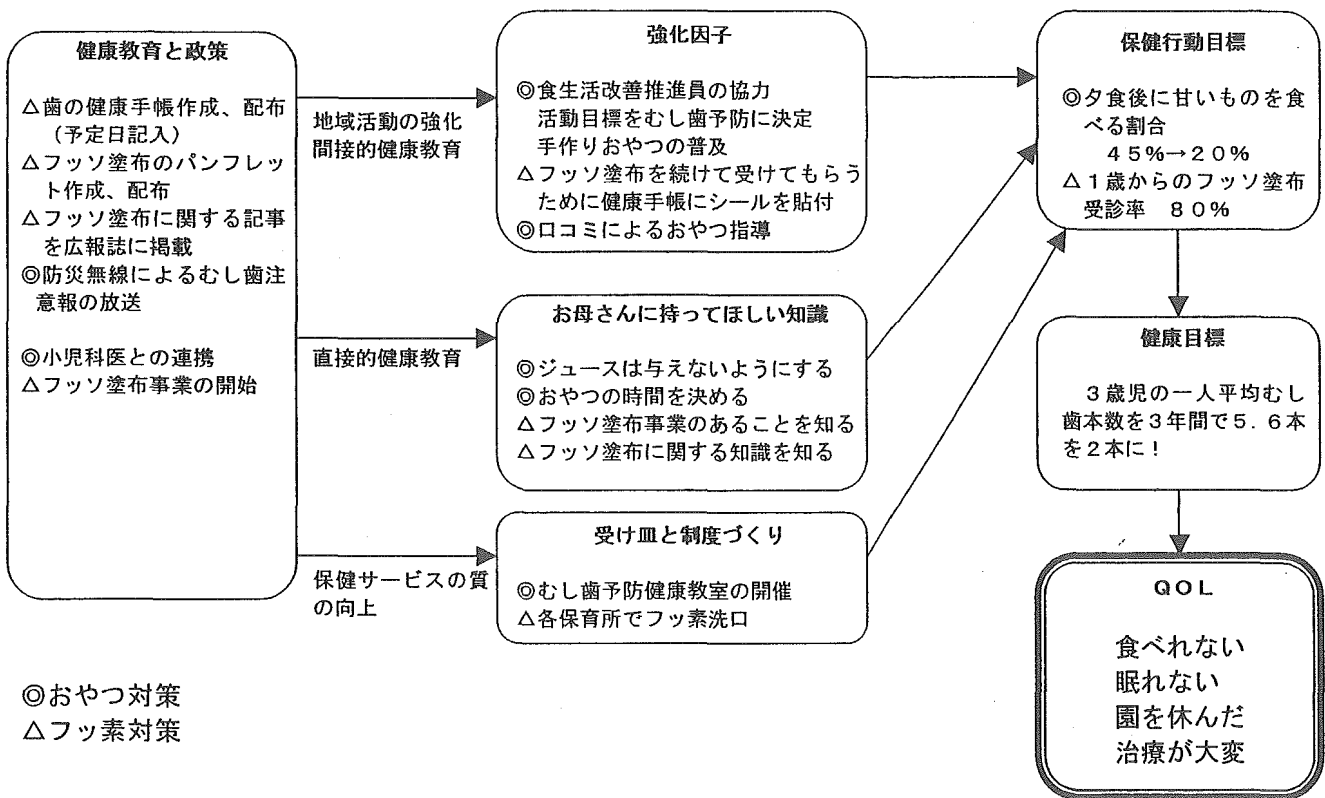 健康教育と政策
△歯の健康手帳作成、配布
（予定日記入）
△フッソ塗布のパンフレッ
ト作成、配布
△フッソ塗布に関する記事
を広報誌に掲載
◎防災無線によるむし歯注
意報の放送
◎小児科医との連携
△フッソ塗布事業の開始
地域活動の強化
間接的健康教育
直接的健康教育
保健サービスの質
の向上
強化因子
◎食生活改善推進員の協力
活動目標をむし歯予防に決定
手作りおやつの普及
△フッソ塗布を続けて受けてもらう
ために健康手帳にシールを貼付
◎口コミによるおやつ指導
お母さんに持ってほしい知識
◎ジュースは与えないようにする
◎おやつの時間を決める
△フッソ塗布事業のあることを知る
△フッソ塗布に関する知識を知る
受け皿と制度づくり
◎むし歯予防健康教室の開催
△各保育所でフッ素洗口
保健行動目標
◎夕食後に甘いものを食
べる割合
４５％→２０％
△１歳からのフッソ塗布
受診率　８０％
健康目標
３歳児の一人平均むし
歯本数を３年間で５.６本
を２本に！
ＱＯＬ
食べれない
眠れない
園を休んだ
治療が大変
◎おやつ対策
△フッ素対策